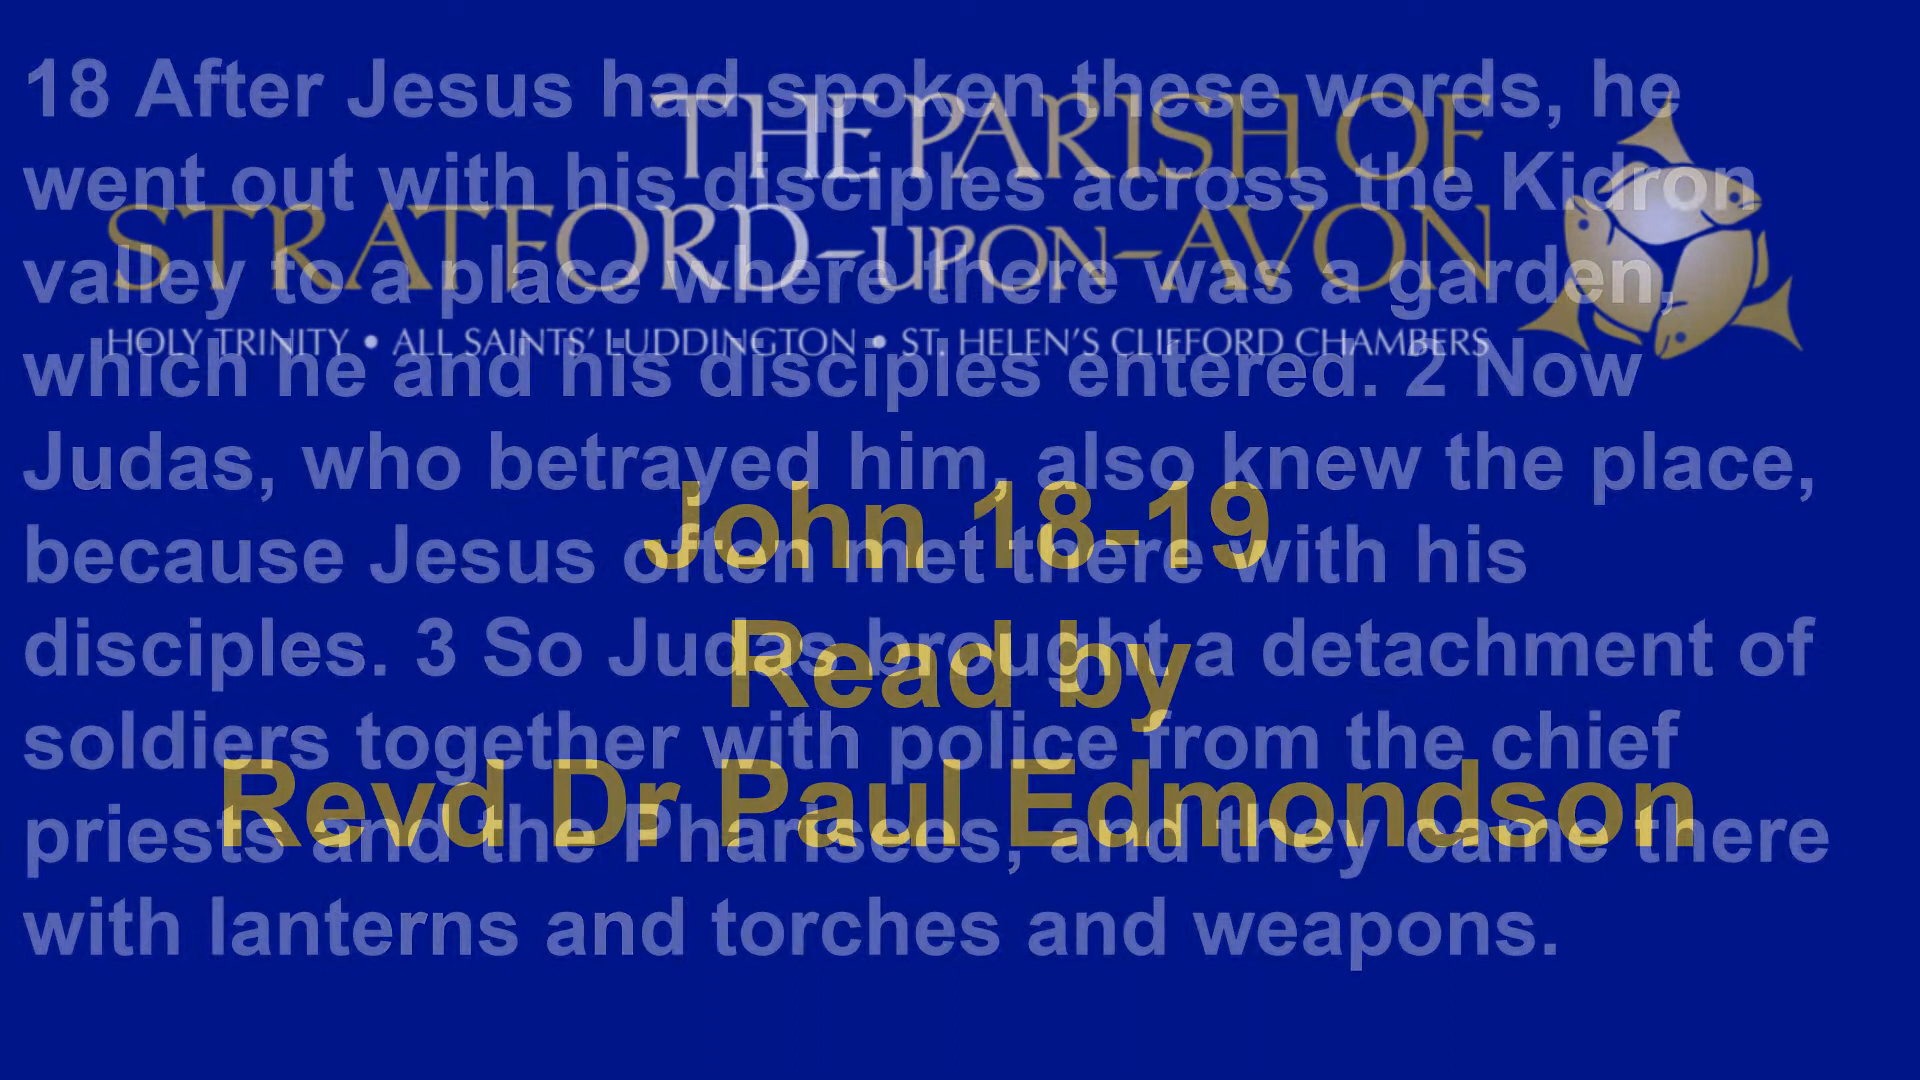 THE PARISH OF
STRATFORD-UPON-AVON
HOLY TRINITY • ALL SAINTS' LUDDINGTON • ST. HELEN'S CLIFFORD CHAMBERS
John 18-19
Read by
Revd Dr Paul Edmondson
18 After Jesus had spoken these words, he
went out with his disciples across the Kidron
valley to a place where there was a garden,
which he and his disciples entered. 2 Now
Judas, who betrayed him, also knew the place,
because Jesus often met there with his
disciples. 3 So Judas brought a detachment of
soldiers together with police from the chief
priests and the Pharisees, and they came there
with lanterns and torches and weapons.